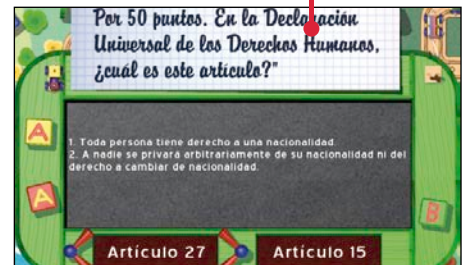 Por 50 puntos. En la Declaración
Universal de los Derechos Humanos,
¿cuál es este artículo?"
1. Toda persona tiene derecho a una nacionalidad.
2. A nadie se privará arbitrariamente de su nacionalidad ni del
derecho a cambiar de nacionalidad.
A
A
B
Artículo 27
Artículo 15